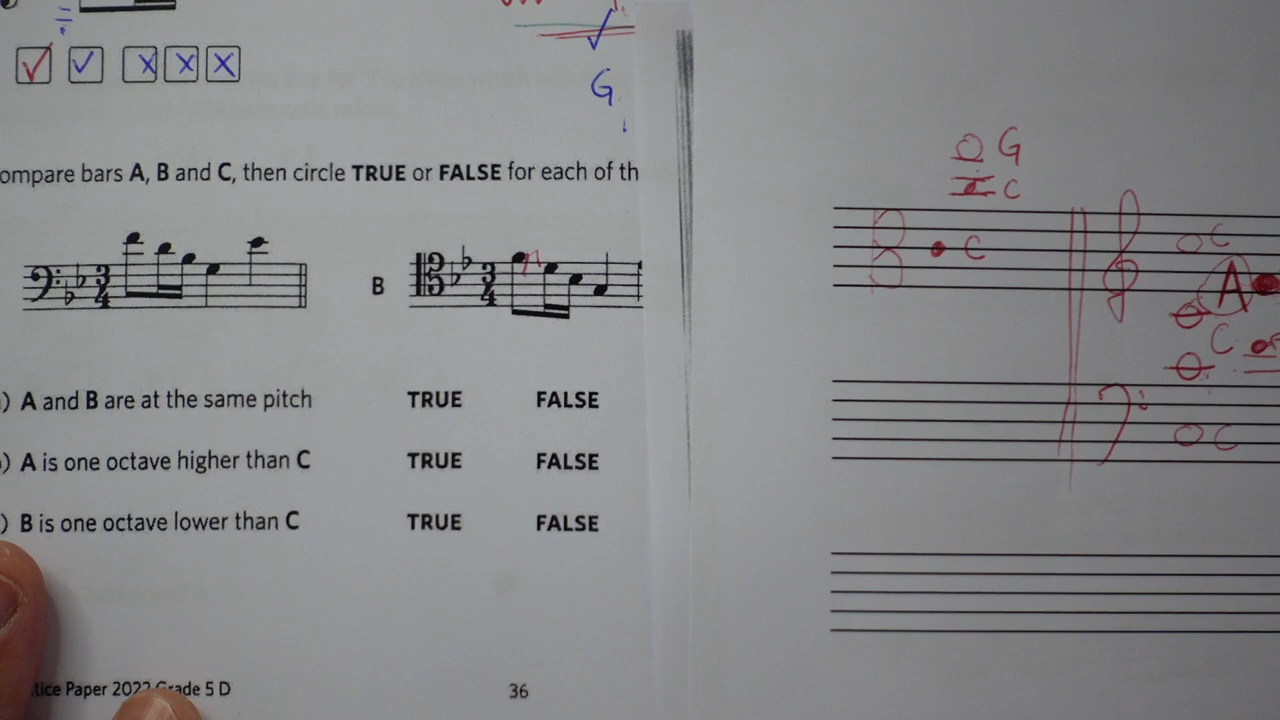 G
ompare bars A, B and C, then circle TRUE or FALSE for each of th
G
C
C
C
B
A
C
) A and B are at the same pitch TRUE FALSE
) A is one octave higher than C TRUE FALSE
C
) B is one octave lower than C TRUE FALSE
tice Paper 2022 Grade 5 D 36